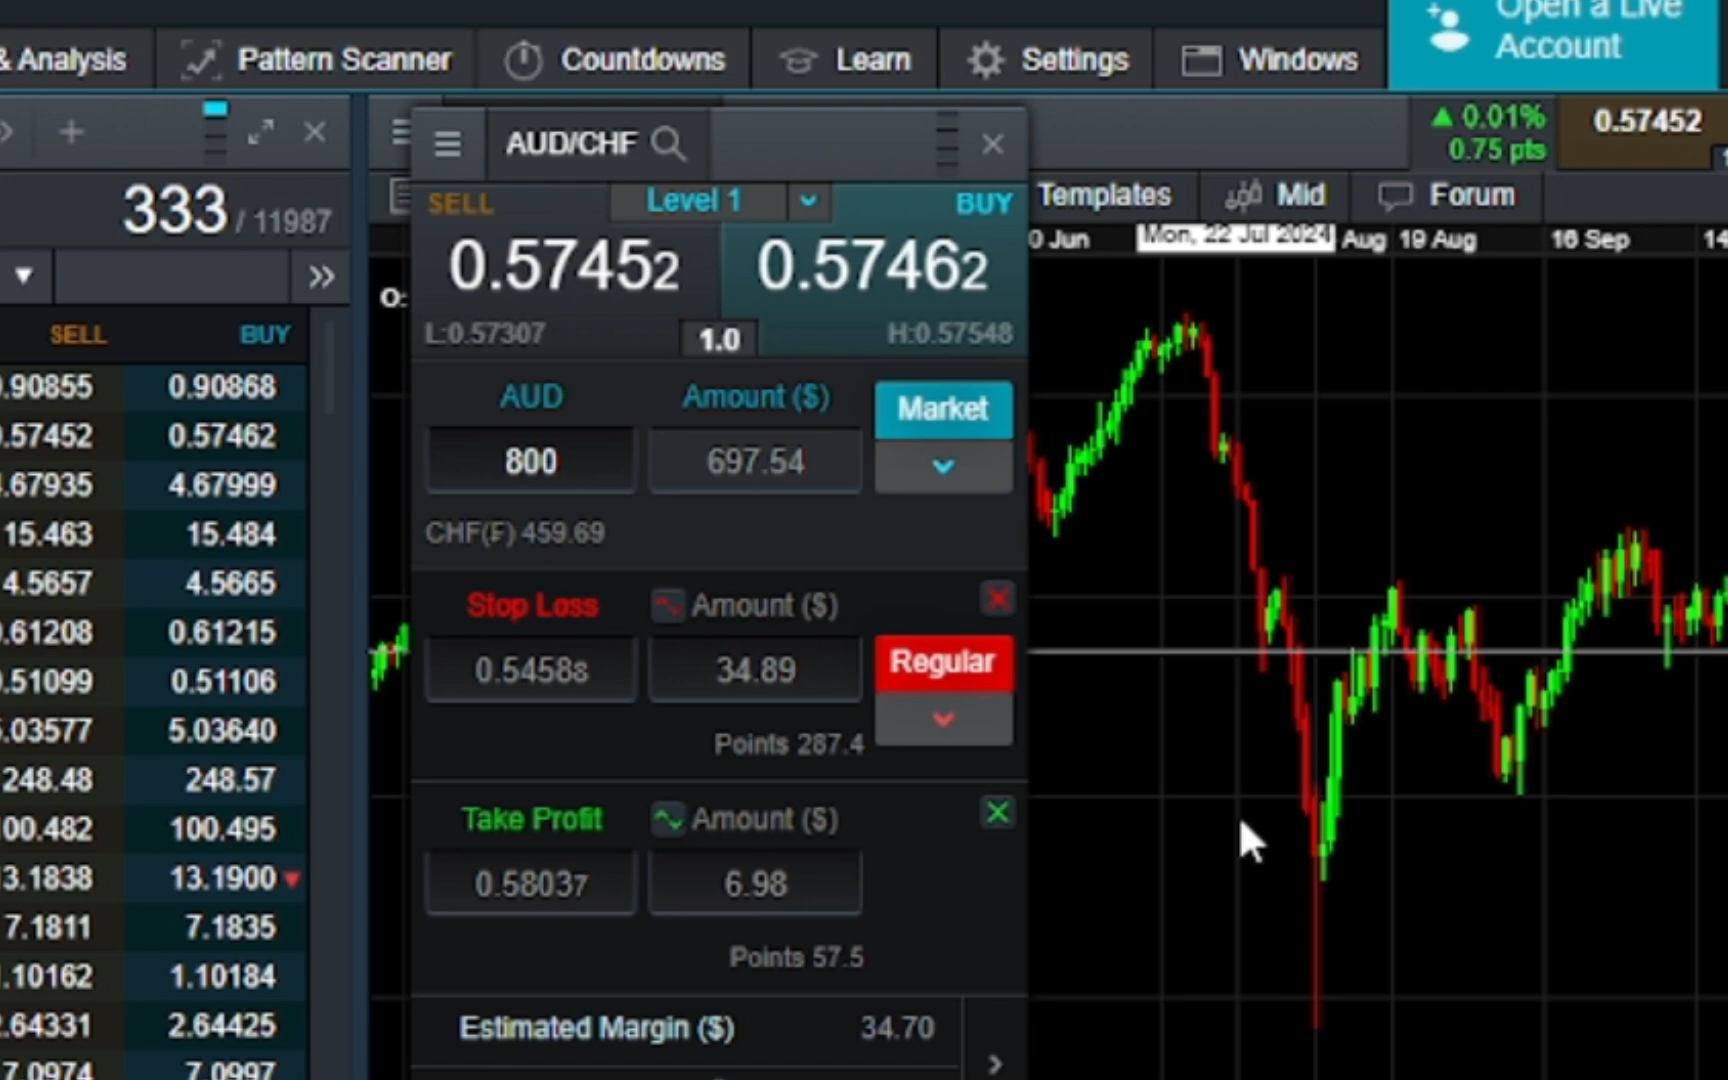 Open a Live
Account
& Analysis
Pattern Scanner
Countdowns
Learn
Settings
Windows
AUD/CHF
0.01%
0.75 pts
0.57452
333 / 11987
SELL
Level 1
BUY
Templates
Mid
Forum
0.57452
0.57462
0 Jun
Mon, 22 Jul 2024
Aug
19 Aug
16 Sep
14
O:
L:0.57307
1.0
H:0.57548
SELL
BUY
.90855
0.90868
.57452
0.57462
.67935
4.67999
15.463
15.484
4.5657
4.5665
.61208
0.61215
.51099
0.51106
.03577
5.03640
248.48
248.57
00.482
100.495
3.1838
13.1900
7.1811
7.1835
.10162
1.10184
.64331
2.64425
7.0974
7.0997
AUD
Amount ($)
Market
800
697.54
CHF(₣) 459.69
Stop Loss
Amount ($)
0.54588
34.89
Regular
Points 287.4
Take Profit
Amount ($)
0.58037
6.98
Points 57.5
Estimated Margin ($)
34.70